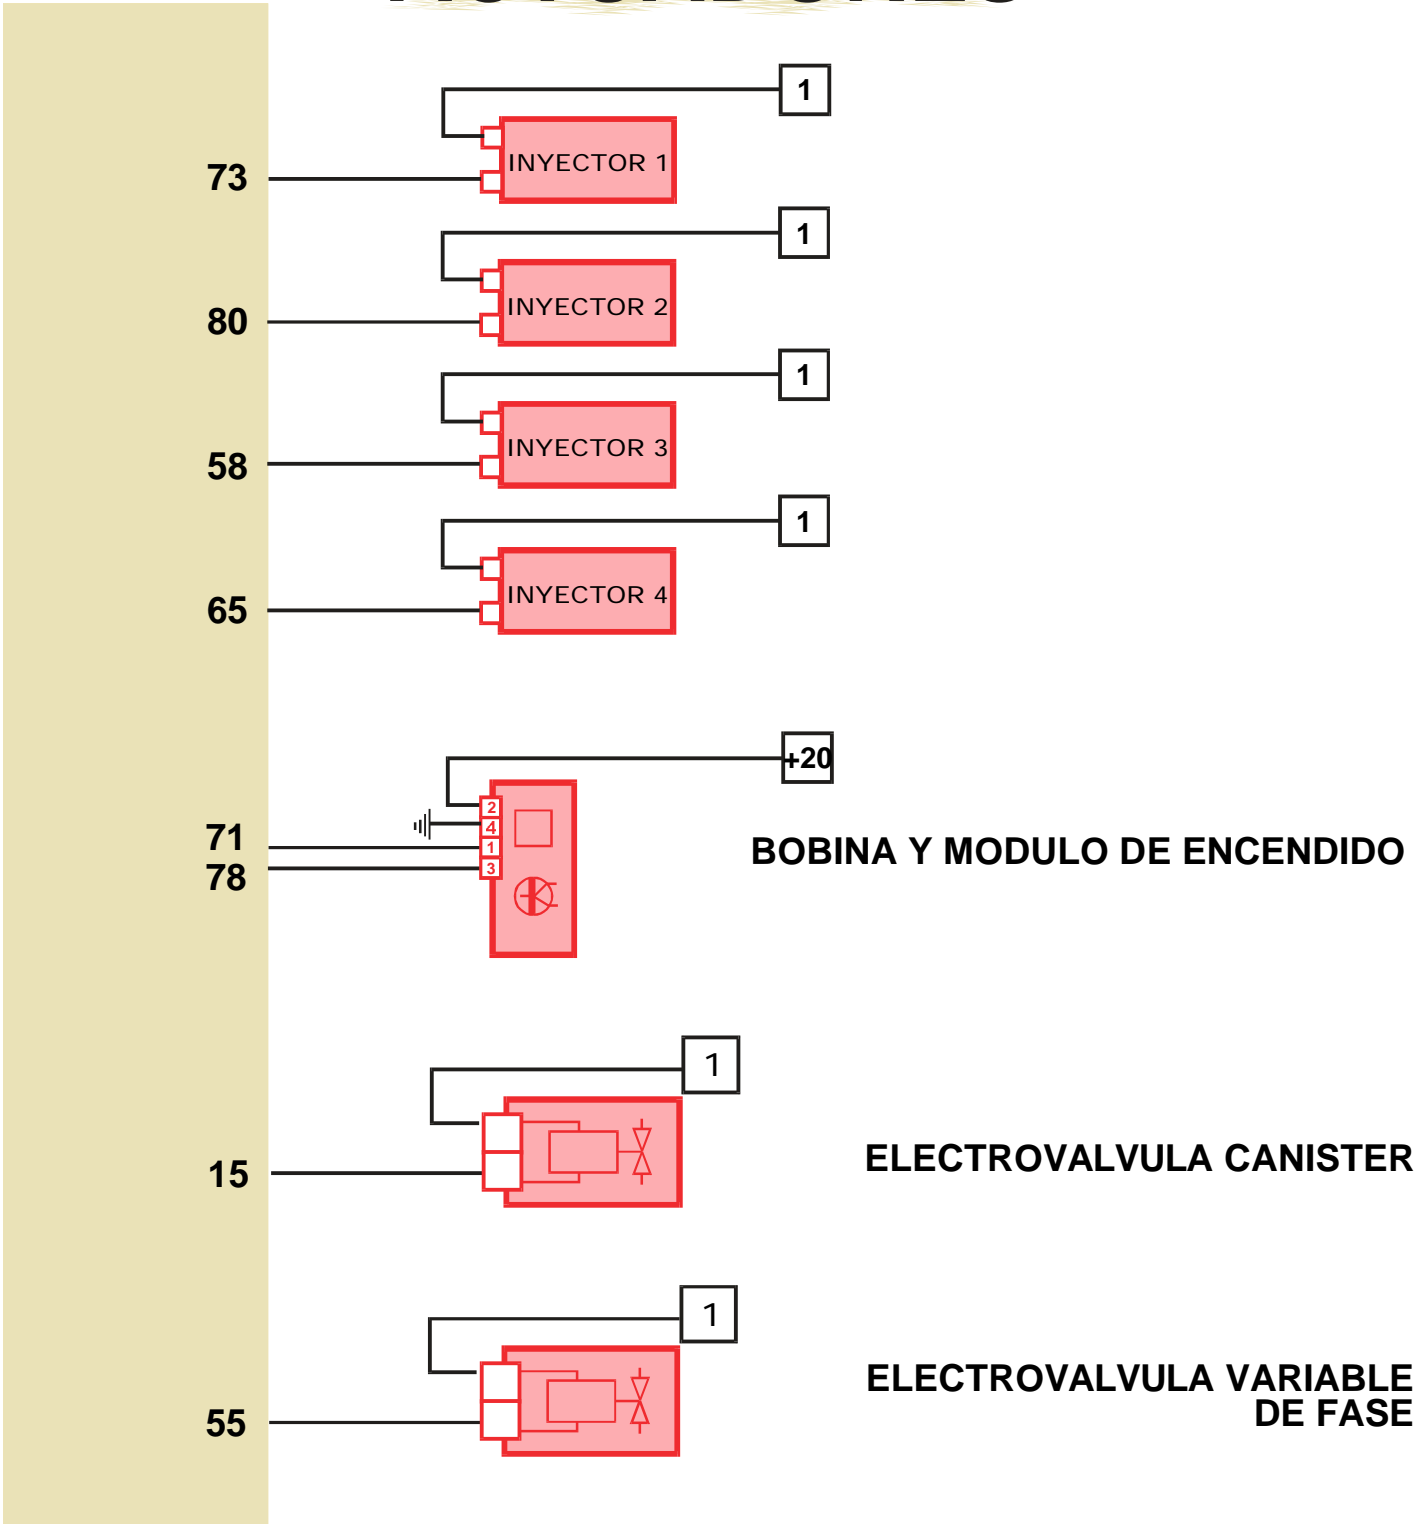 1
INYECTOR 1
73
1
INYECTOR 2
80
1
INYECTOR 3
58
1
INYECTOR 4
65
+20
2
4
71
1
78
3
BOBINA Y MODULO DE ENCENDIDO
1
15
ELECTROVALVULA CANISTER
1
55
ELECTROVALVULA VARIABLE
DE FASE